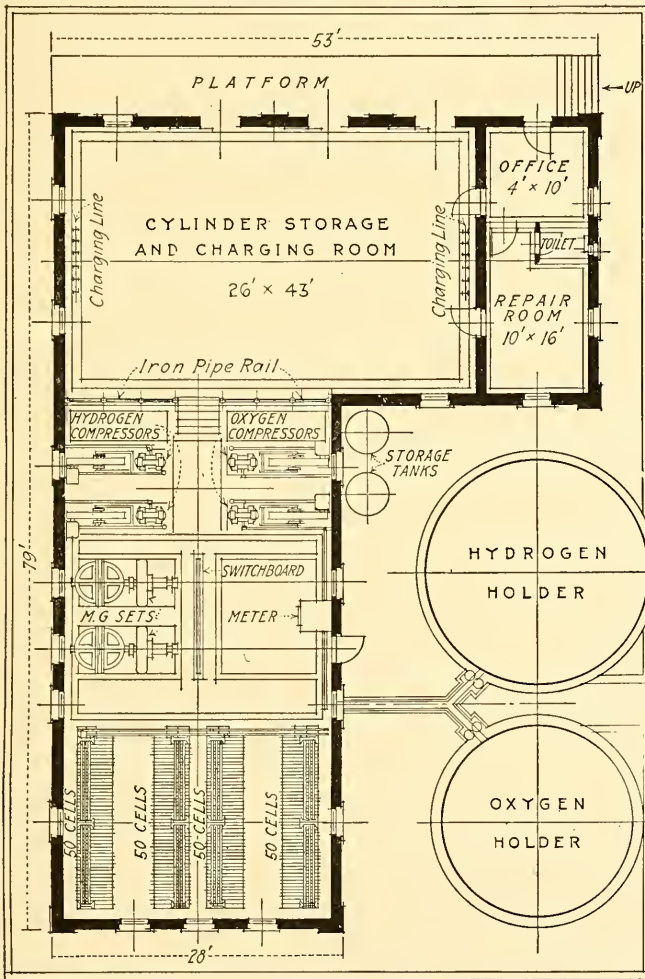 53'
PLATFORM
UP
OFFICE
4' × 10'
CYLINDER STORAGE
AND CHARGING ROOM
26' × 43'
Charging Line
Charging Line
TOILET
REPAIR
ROOM
10' × 16'
Iron Pipe Rail
HYDROGEN
COMPRESSORS
OXYGEN
COMPRESSORS
STORAGE
TANKS
79'
HYDROGEN
HOLDER
SWITCHBOARD
M.G SETS
METER
50 CELLS
50 CELLS
50 CELLS
50 CELLS
OXYGEN
HOLDER
28'